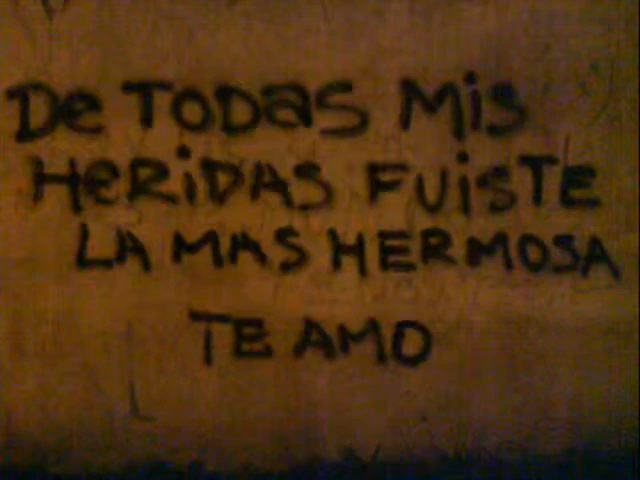 De TODAS Mis
HeRiDAS FUisTE
LA MAS HERMOSA
TE AMO